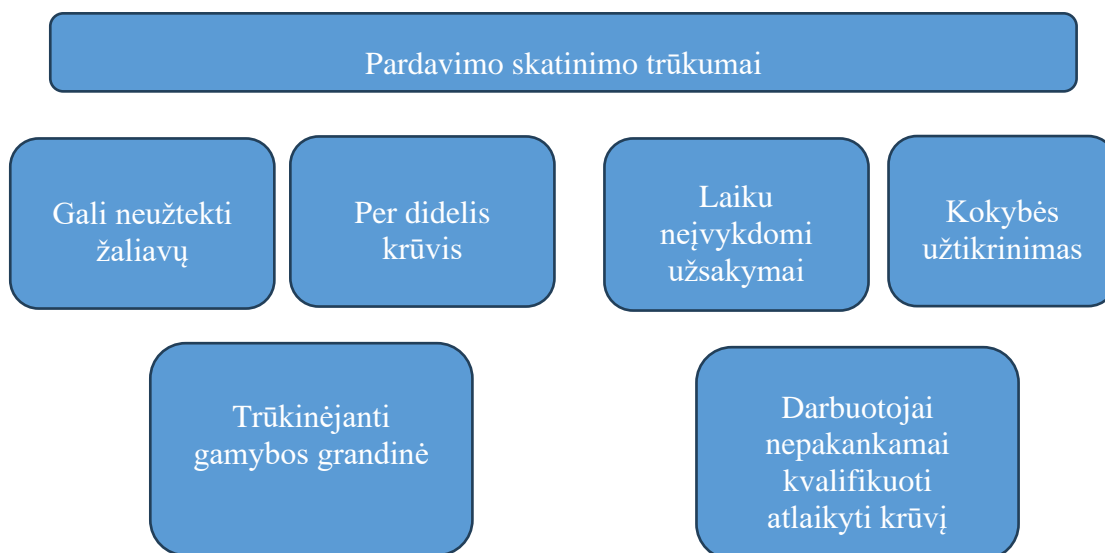 Pardavimo skatinimo trūkumai
Gali neužtekti
žaliavų
Per didelis
krūvis
Laiku
neįvykdomi
užsakymai
Kokybės
užtikrinimas
Trūkinėjanti
gamybos grandinė
Darbuotojai
nepakankamai
kvalifikuoti
atlaikyti krūvį